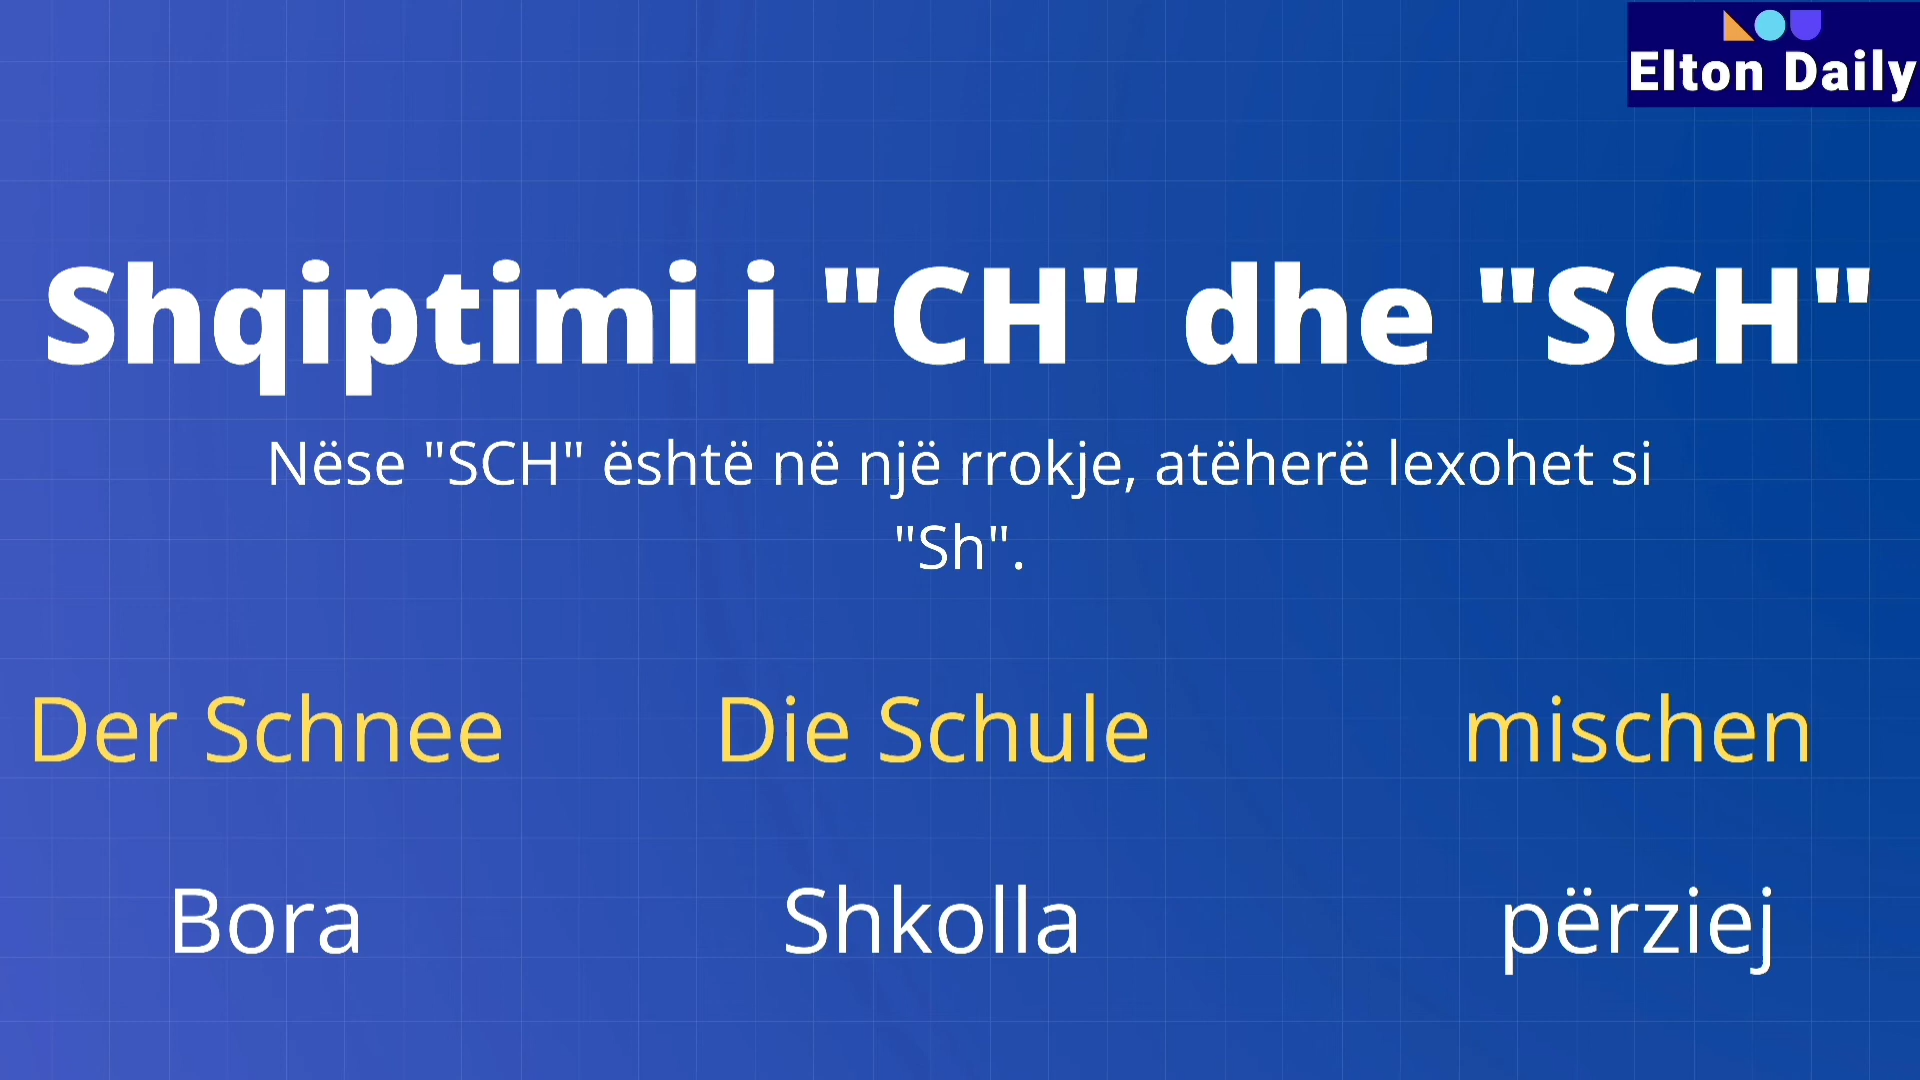 Elton Daily
Shqiptimi i "CH" dhe "SCH"
Nëse "SCH" është në një rrokje, atëherë lexohet si
"Sh".
Der Schnee
Die Schule
mischen
Bora
Shkolla
përziej